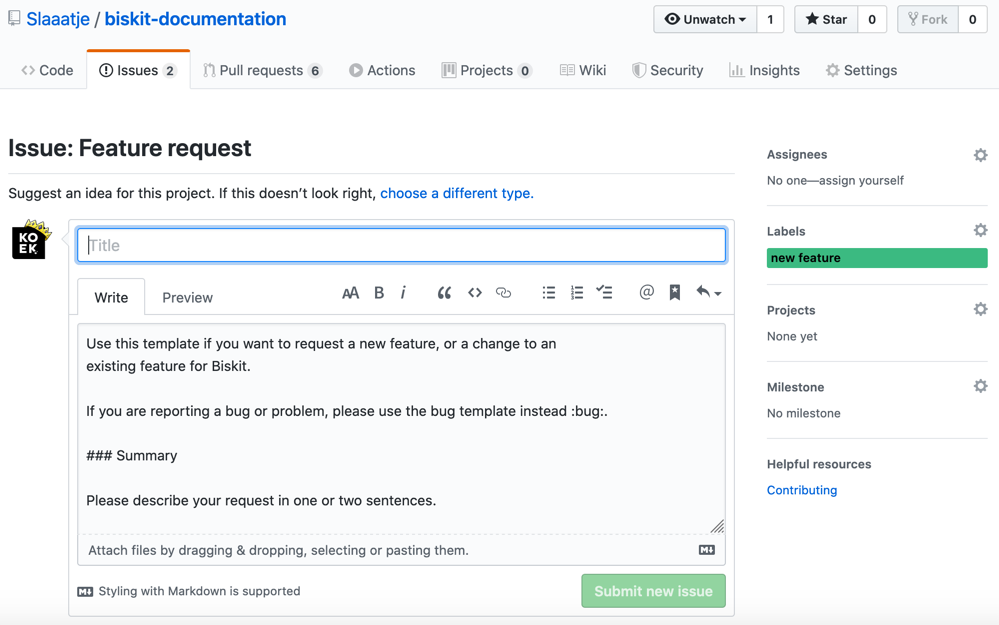 Slaaatje / biskit-documentation
Unwatch 1 Star 0 Fork 0
Code Issues 2 Pull requests 6 Actions Projects 0 Wiki Security Insights Settings
Issue: Feature request
Suggest an idea for this project. If this doesn’t look right, choose a different type.
KO
EK
Title
Write Preview
AA B i @
Use this template if you want to request a new feature, or a change to an
existing feature for Biskit.
If you are reporting a bug or problem, please use the bug template instead :bug:.
### Summary
Please describe your request in one or two sentences.
Attach files by dragging & dropping, selecting or pasting them.
Styling with Markdown is supported
Submit new issue
Assignees
No one—assign yourself
Labels
new feature
Projects
None yet
Milestone
No milestone
Helpful resources
Contributing